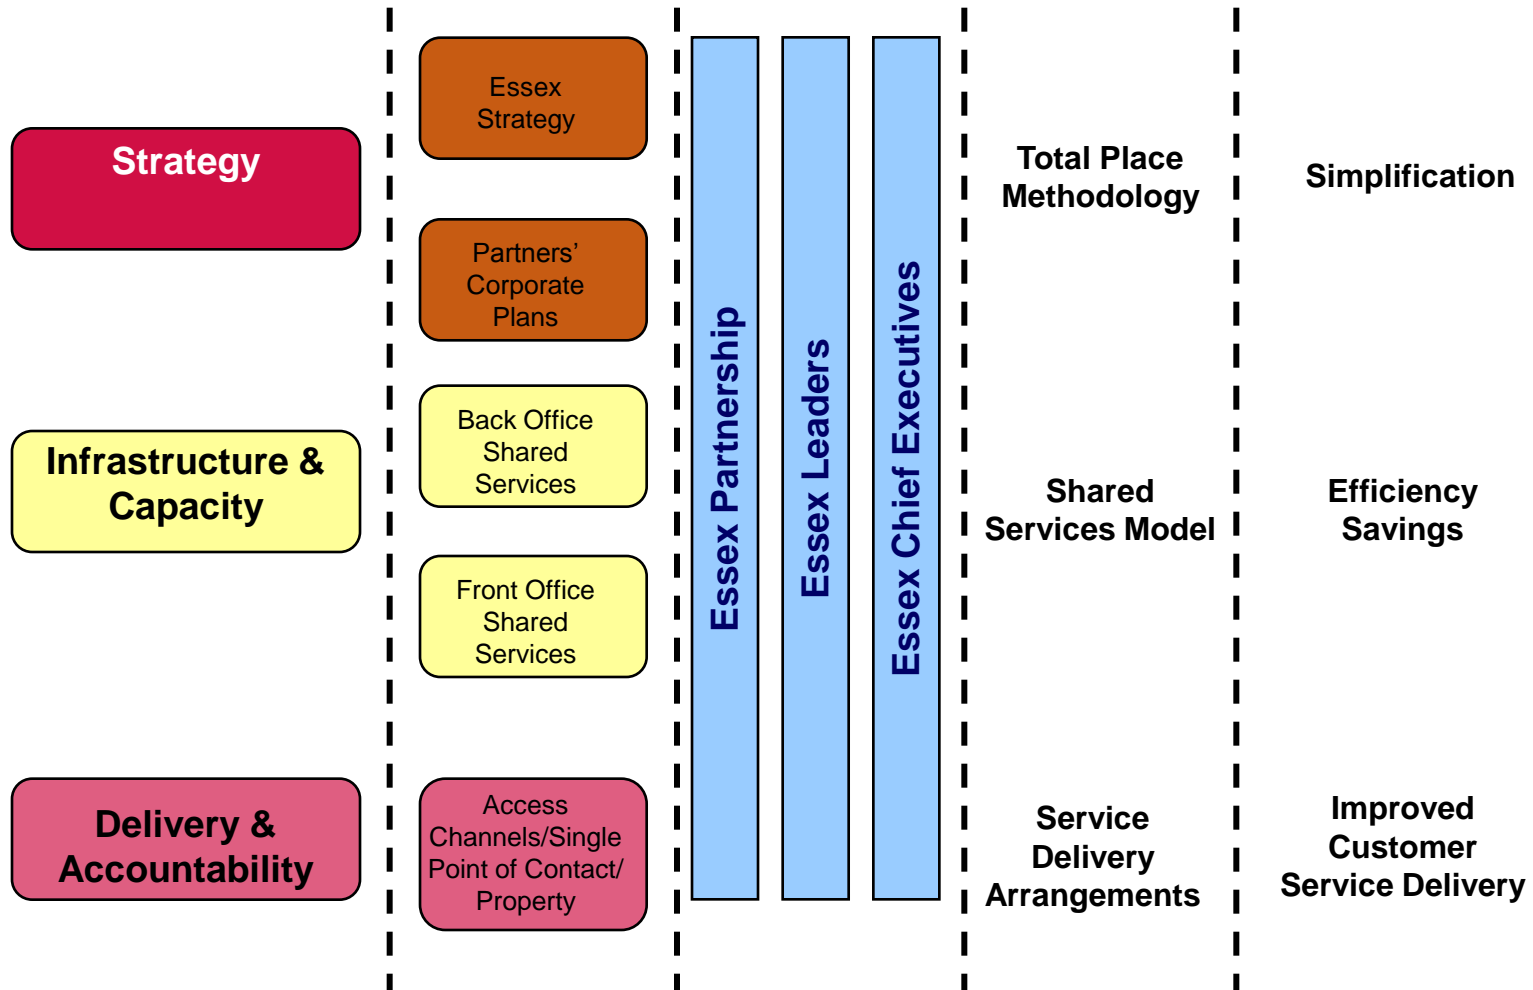 Strategy
Infrastructure &
Capacity
Delivery &
Accountability
Essex
Strategy
Partners’
Corporate
Plans
Back Office
Shared
Services
Front Office
Shared
Services
Access
Channels/Single
Point of Contact/
Property
Essex Partnership
Essex Leaders
Essex Chief Executives
Total Place
Methodology
Shared
Services Model
Service
Delivery
Arrangements
Simplification
Efficiency
Savings
Improved
Customer
Service Delivery